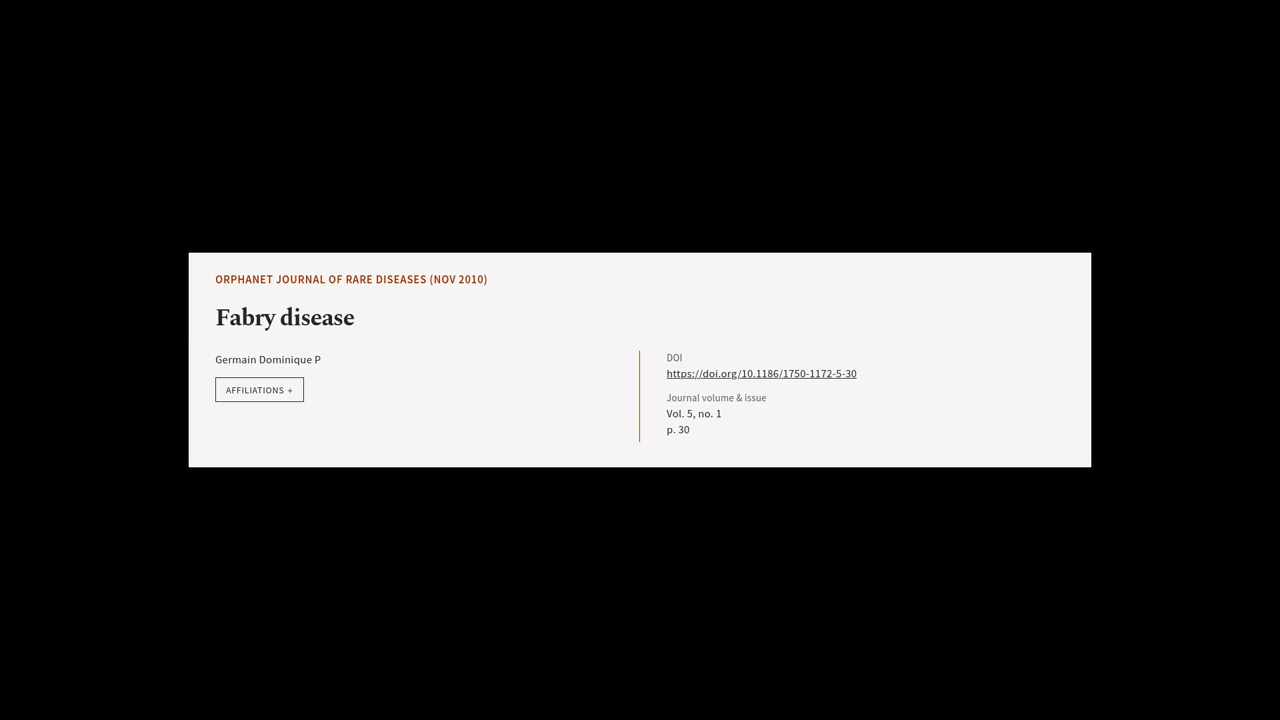 ORPHANET JOURNAL OF RARE DISEASES (NOV 2010)
Fabry disease
Germain Dominique P
AFFILIATIONS +
DOI
https://doi.org/10.1186/1750-1172-5-30
Journal volume & issue
Vol. 5, no. 1
p. 30